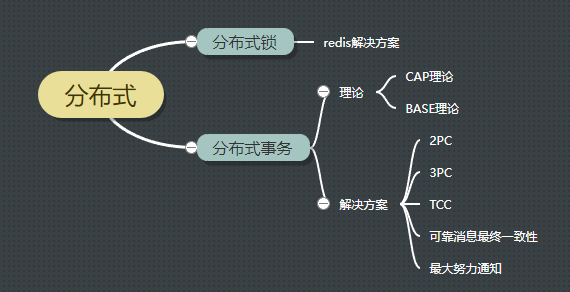 分布式
分布式锁
redis解决方案
分布式事务
理论
CAP理论
BASE理论
解决方案
2PC
3PC
TCC
可靠消息最终一致性
最大努力通知